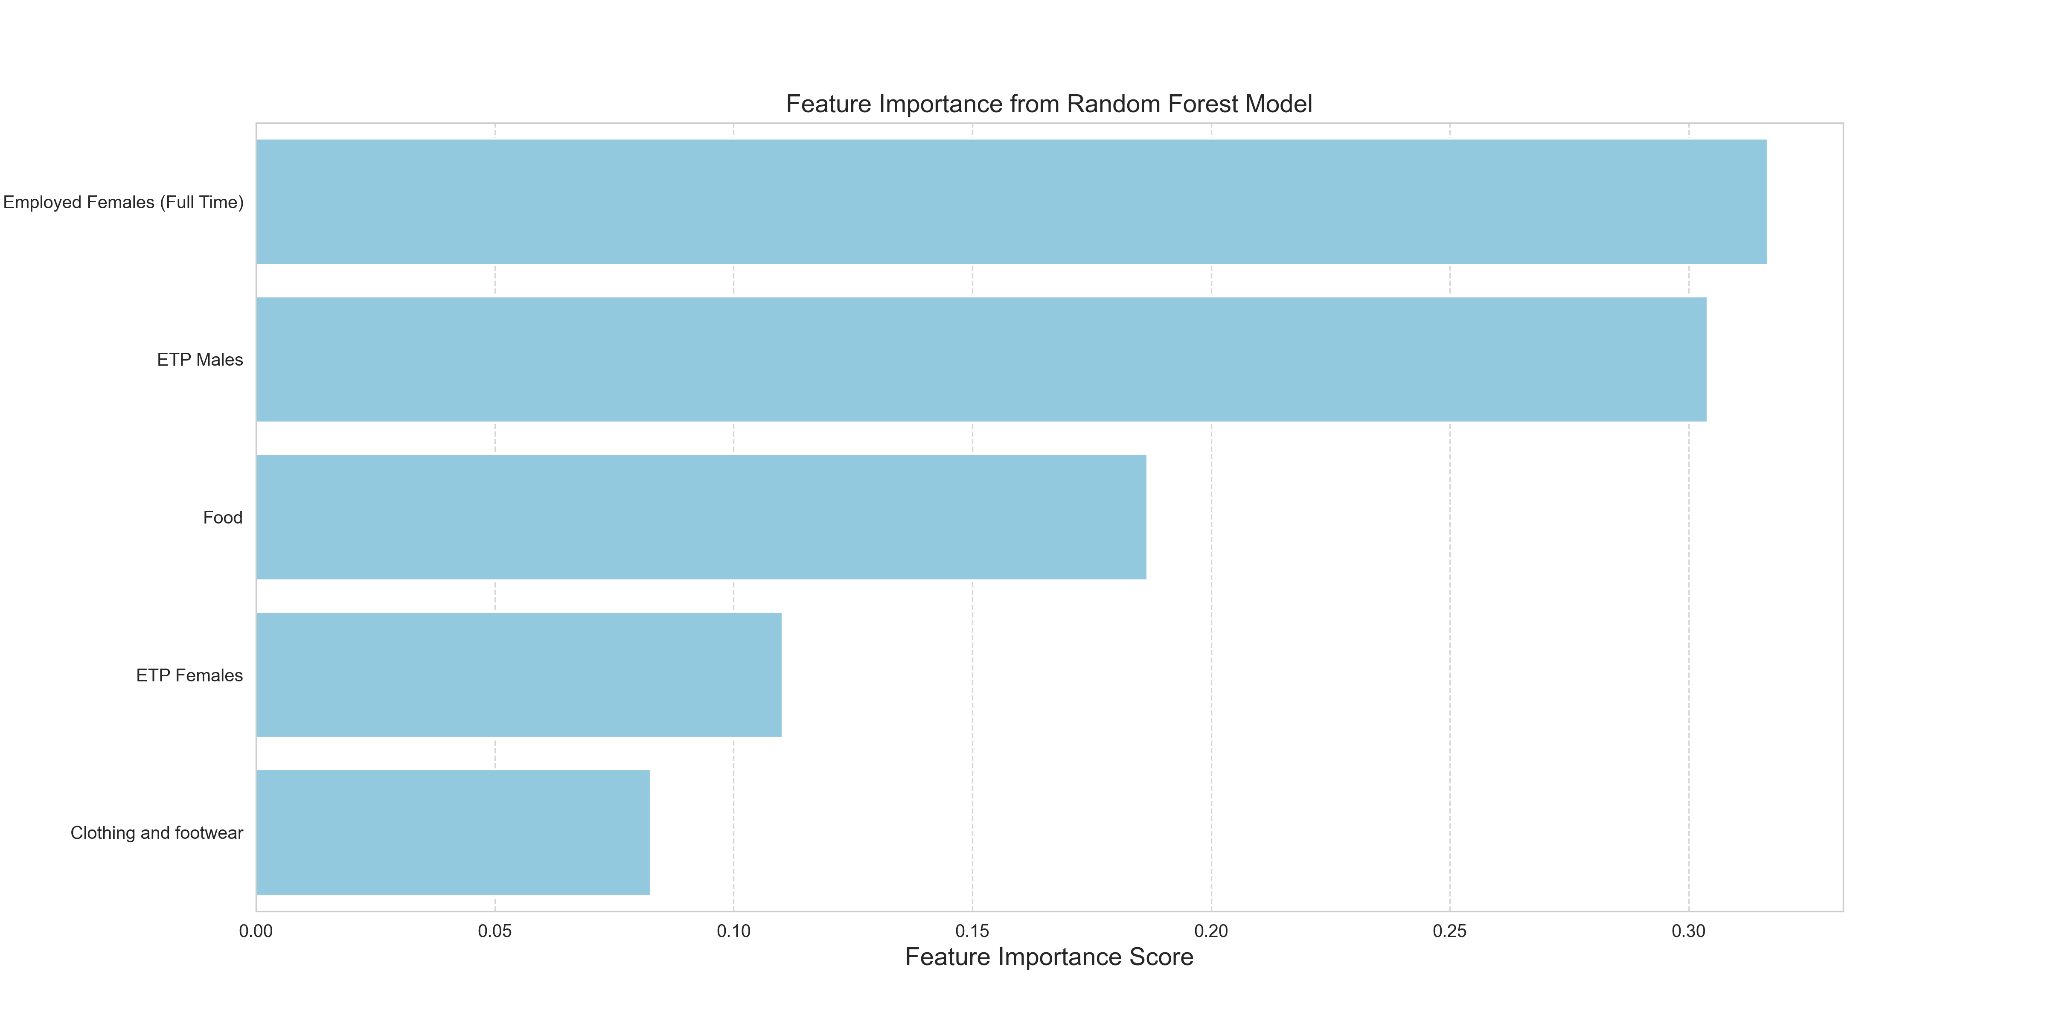 Feature Importance from Random Forest Model
Employed Females (Full Time)
ETP Males
Food
ETP Females
Clothing and footwear
0.00 0.05 0.10 0.15 0.20 0.25 0.30
Feature Importance Score